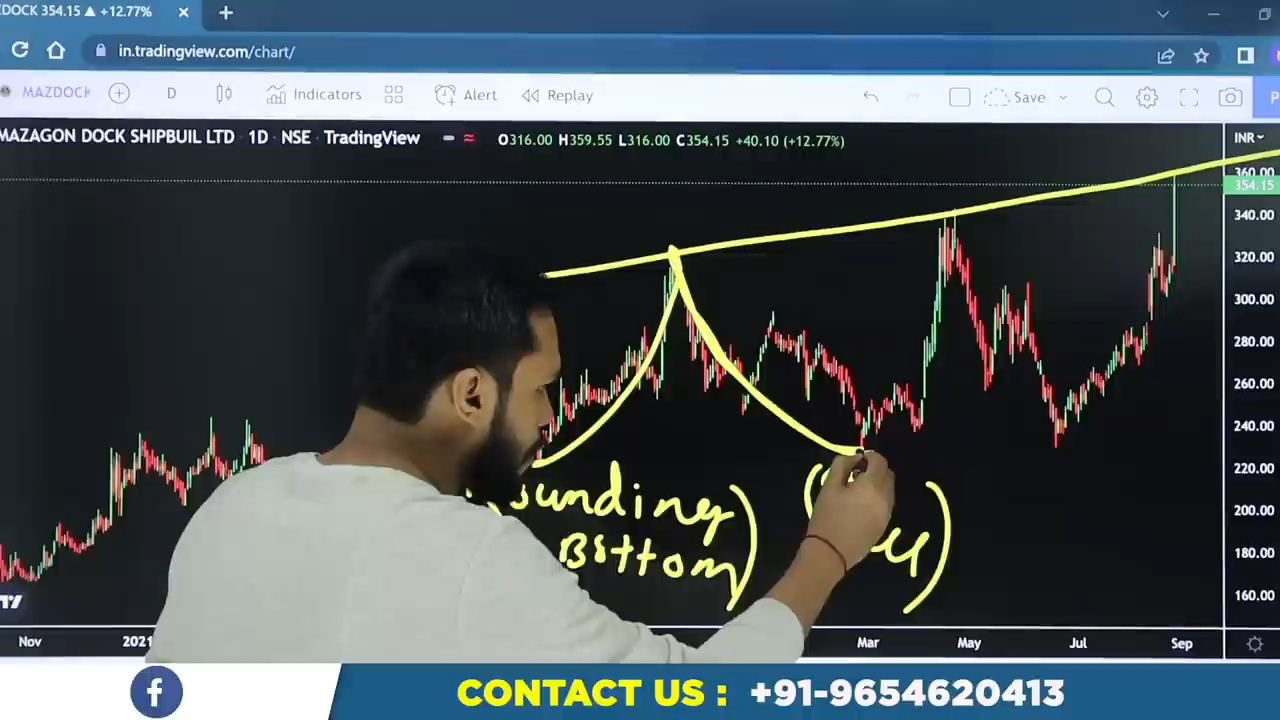 DOCK 354.15 ▲ +12.77%
in.tradingview.com/chart/
MAZDOCK D Indicators Alert Replay Save
MAZAGON DOCK SHIPBUIL LTD · 1D · NSE · TradingView O316.00 H359.55 L316.00 C354.15 +40.10 (+12.77%) INR
360.00
354.15
340.00
320.00
300.00
280.00
260.00
240.00
220.00
200.00
180.00
160.00
Bottom)
Nov 2021 Mar May Jul Sep
CONTACT US : +91-9654620413